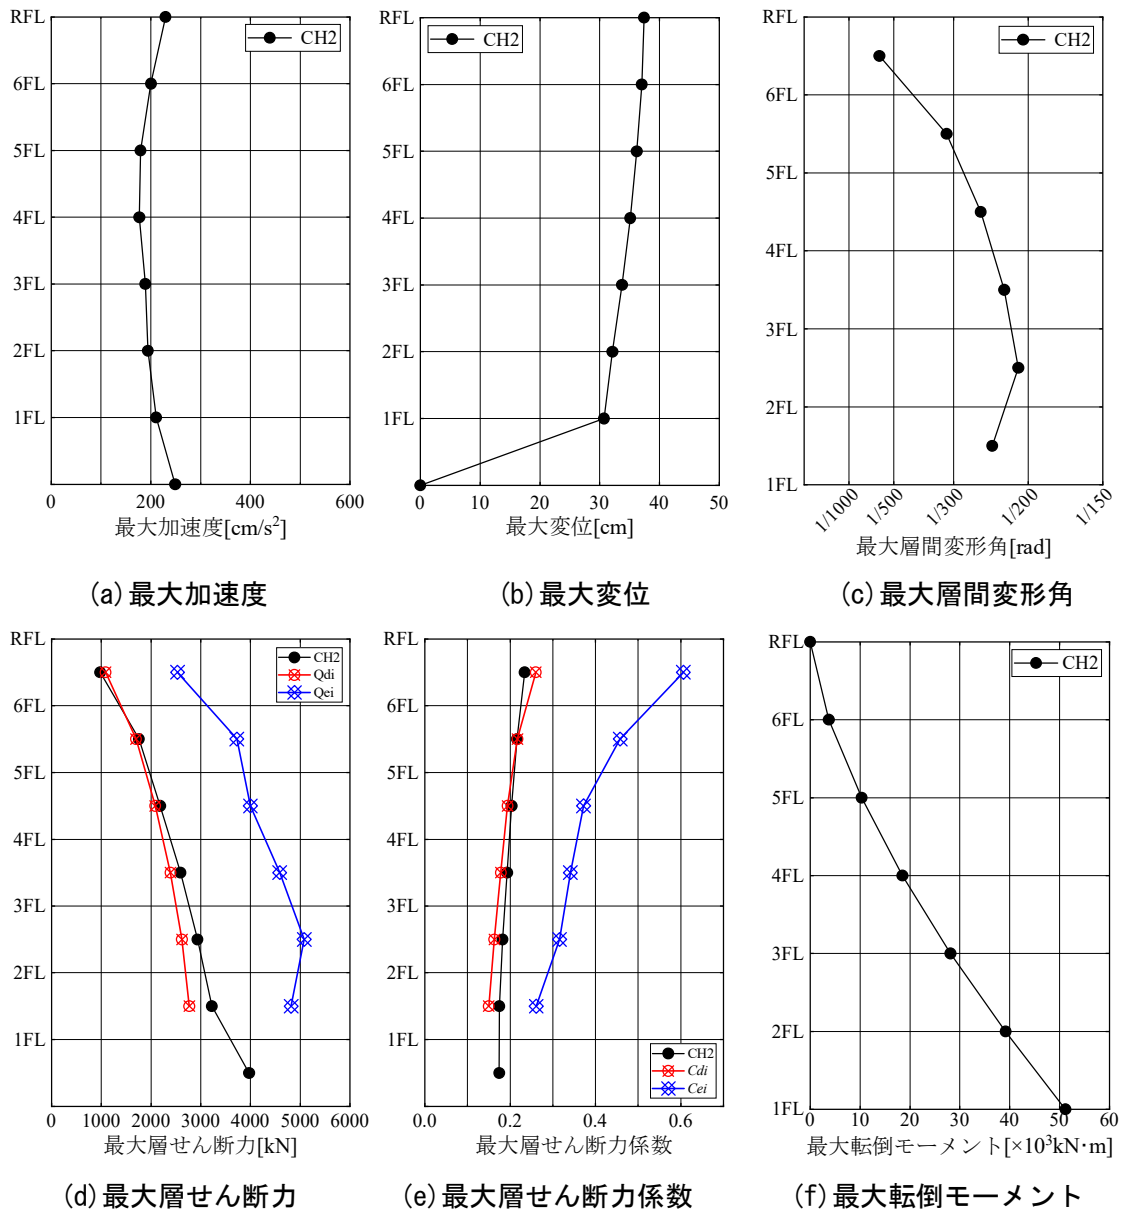 RFL
6FL
5FL
4FL
3FL
2FL
1FL
CH2
0 200 400 600
最大加速度[cm/s²]
(a)最大加速度
RFL
6FL
5FL
4FL
3FL
2FL
1FL
CH2
0 10 20 30 40 50
最大変位[cm]
(b)最大変位
RFL
6FL
5FL
4FL
3FL
2FL
1FL
CH2
1/1000 1/500 1/300 1/200 1/150
最大層間変形角[rad]
(c)最大層間変形角
RFL
6FL
5FL
4FL
3FL
2FL
1FL
CH2
Qdi
Qei
0 1000 2000 3000 4000 5000 6000
最大層せん断力[kN]
(d)最大層せん断力
RFL
6FL
5FL
4FL
3FL
2FL
1FL
CH2
Cdi
Cei
0.0 0.2 0.4 0.6
最大層せん断力係数
(e)最大層せん断力係数
RFL
6FL
5FL
4FL
3FL
2FL
1FL
CH2
0 10 20 30 40 50 60
最大転倒モーメント[×10³kN·m]
(f)最大転倒モーメント